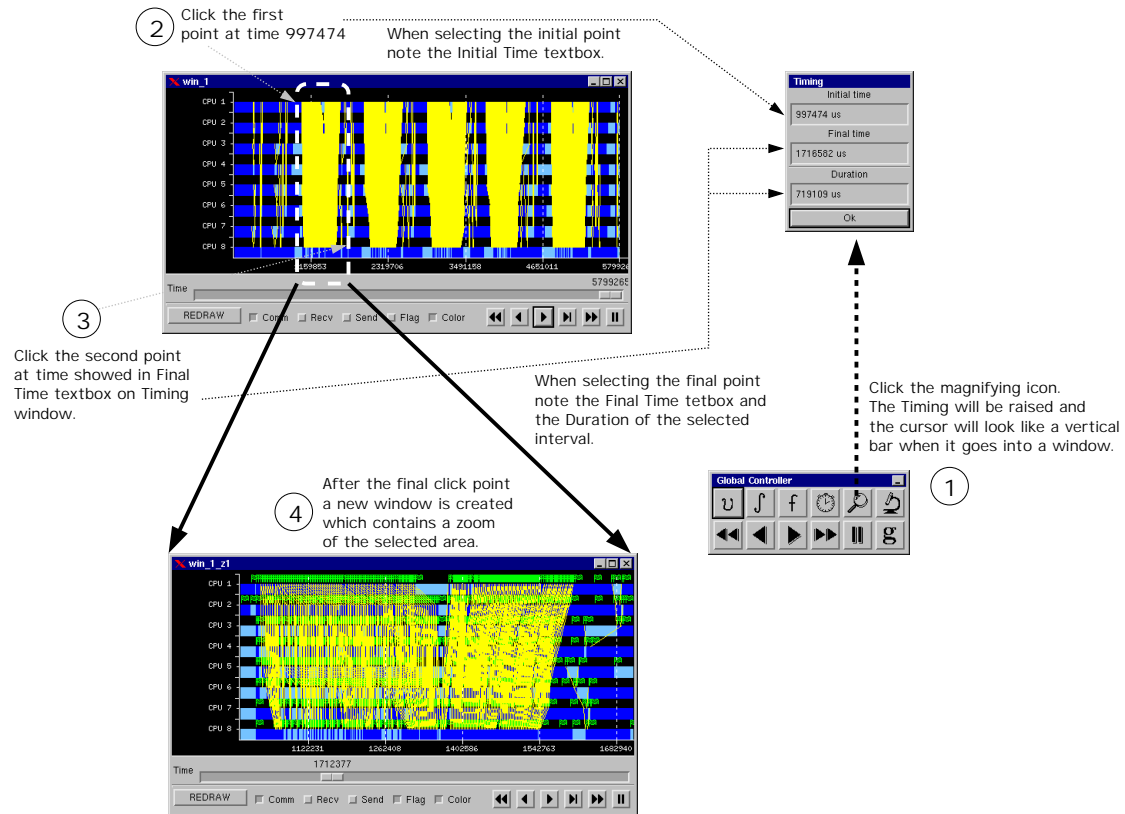 2
Click the first
point at time 997474
When selecting the initial point
note the Initial Time textbox.
win_1
CPU 1
CPU 2
CPU 3
CPU 4
CPU 5
CPU 6
CPU 7
CPU 8
159853
2319706
3491158
4651011
579926
Time
5799265
REDRAW
Comm
Recv
Send
Flag
Color
Timing
Initial time
997474 us
Final time
1716582 us
Duration
719109 us
Ok
3
Click the second point
at time showed in Final
Time textbox on Timing
window.
When selecting the final point
note the Final Time tetbox and
the Duration of the selected
interval.
Click the magnifying icon.
The Timing will be raised and
the cursor will look like a vertical
bar when it goes into a window.
1
Global Controller
f
g
4
After the final click point
a new window is created
which contains a zoom
of the selected area.
win_1_z1
CPU 1
CPU 2
CPU 3
CPU 4
CPU 5
CPU 6
CPU 7
CPU 8
1122231
1262408
1402586
1542763
1682940
Time
1712377
REDRAW
Comm
Recv
Send
Flag
Color